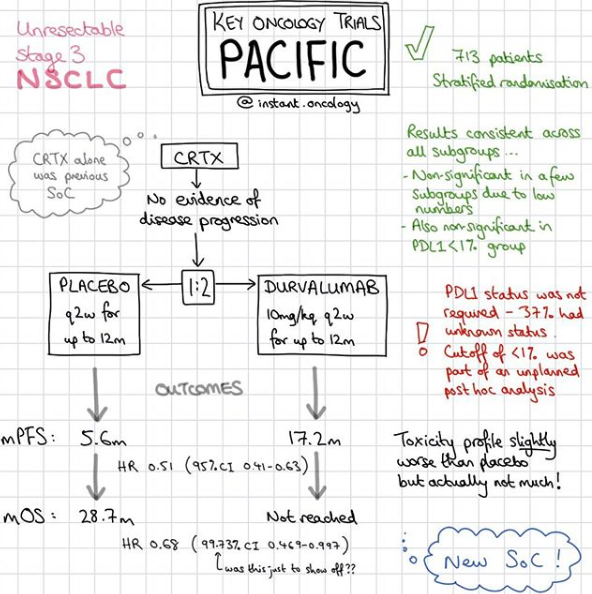 Unresectable
Stage 3
NSCLC
KEY ONCOLOGY TRIALS
PACIFIC
@instant.oncology
713 patients
Stratified randomisation
CRTX alone
was previous
SoC
CRTX
No evidence of
disease progression
Results consistent across
all subgroups ...
- Non-significant in a few
subgroups due to low
numbers
- Also non-significant in
PDL1<1% group
PLACEBO
q2w for
up to 12m
1:2
DURVALUMAB
10mg/kg q2w
for up to 12m
PDL1 status was not
required - 37% had
unknown status.
Cutoff of <1% was
part of an unplanned
post hoc analysis
OUTCOMES
mPFS: 5.6m 17.2m
HR 0.51 (95% CI 0.41-0.63)
Toxicity profile slightly
worse than placebo
but actually not much!
mOS: 28.7m Not reached
HR 0.68 (99.73% CI 0.469-0.997)
was this just to show off??
New SoC!